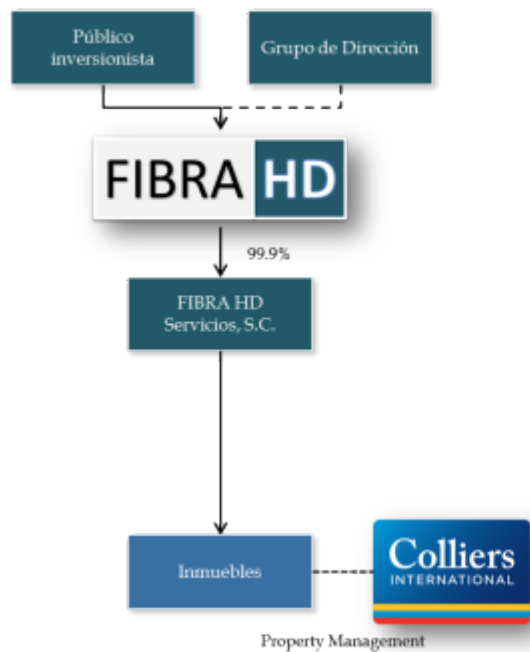 Público
inversionista
Grupo de Dirección
FIBRA HD
99.9%
FIBRA HD
Servicios, S.C.
Inmuebles
Colliers
INTERNATIONAL
Property Management